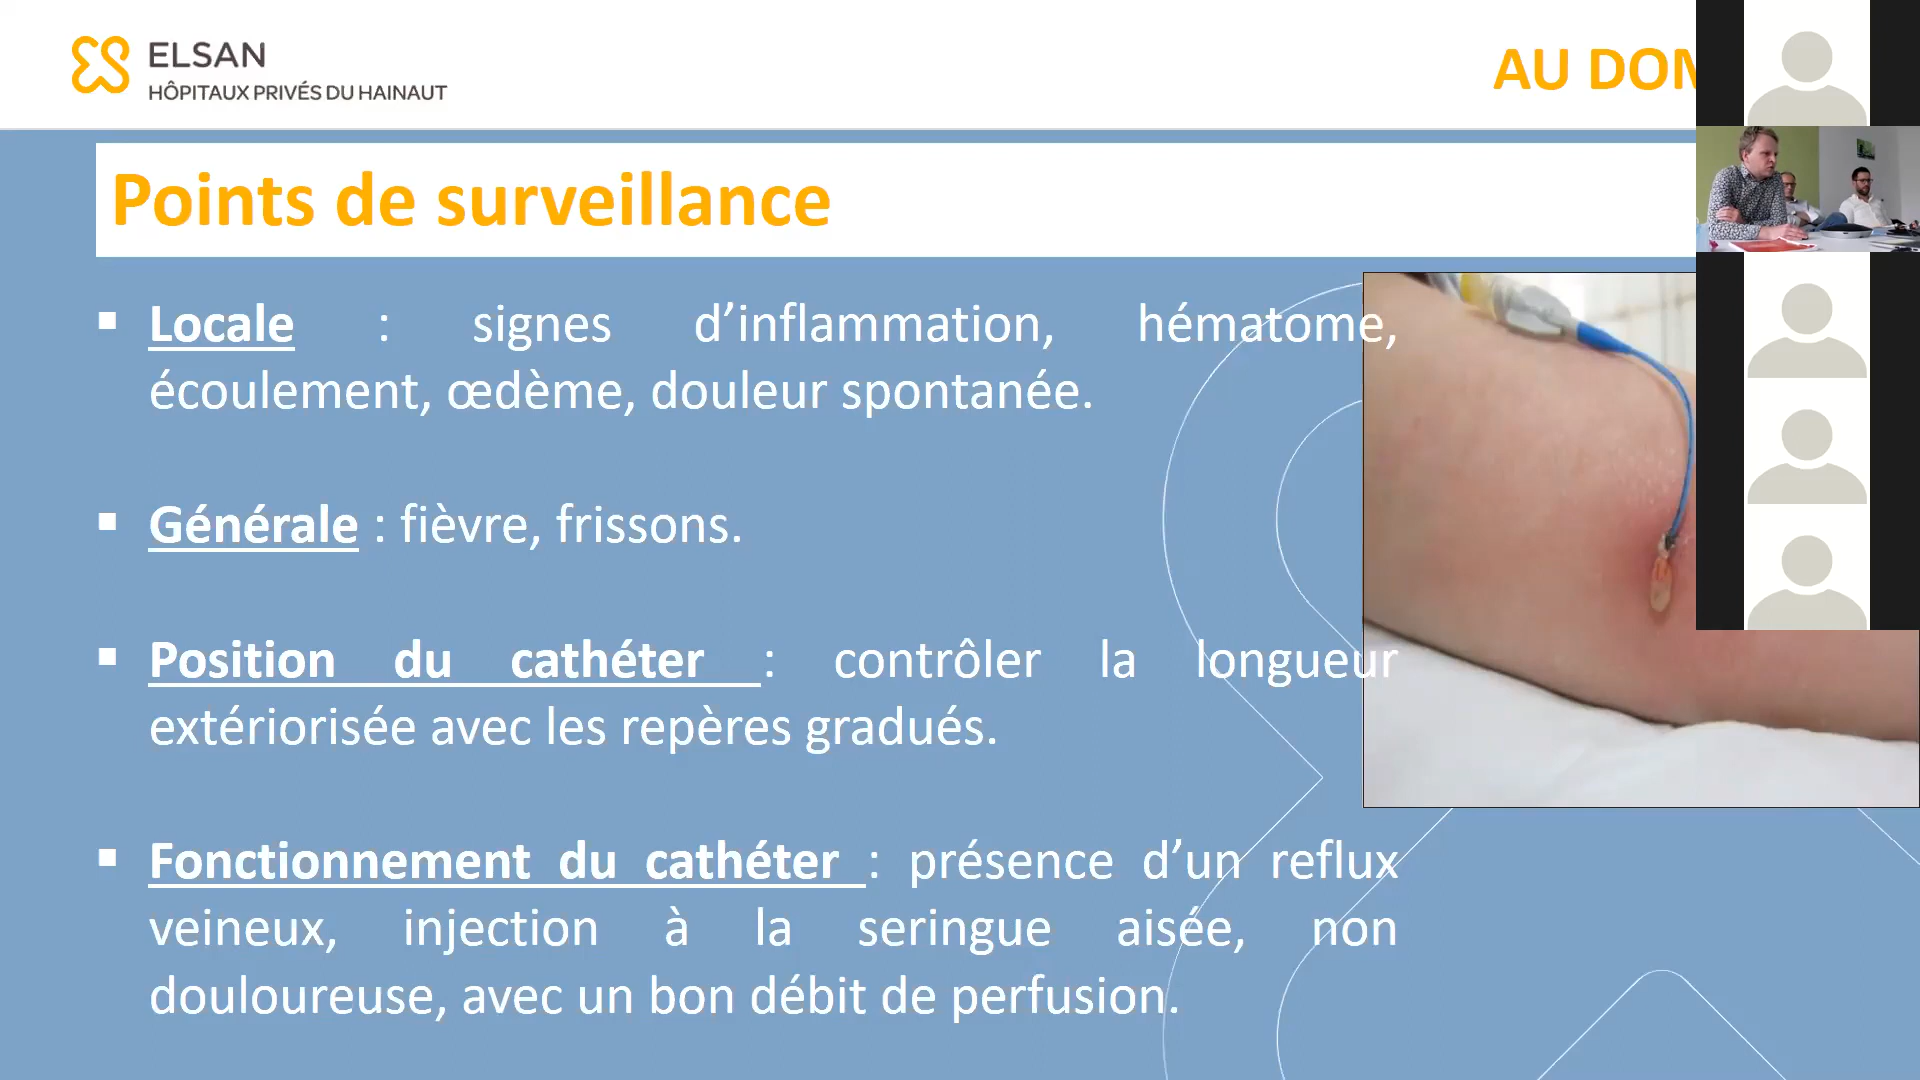 ELSAN
HÔPITAUX PRIVÉS DU HAINAUT
AU
Points de surveillance
▪ Locale : signes d’inflammation, hématome,
écoulement, œdème, douleur spontanée.
▪ Générale : fièvre, frissons.
▪ Position du cathéter : contrôler la longueur
extériorisée avec les repères gradués.
▪ Fonctionnement du cathéter : présence d’un reflux
veineux, injection à la seringue aisée, non
douloureuse, avec un bon débit de perfusion.